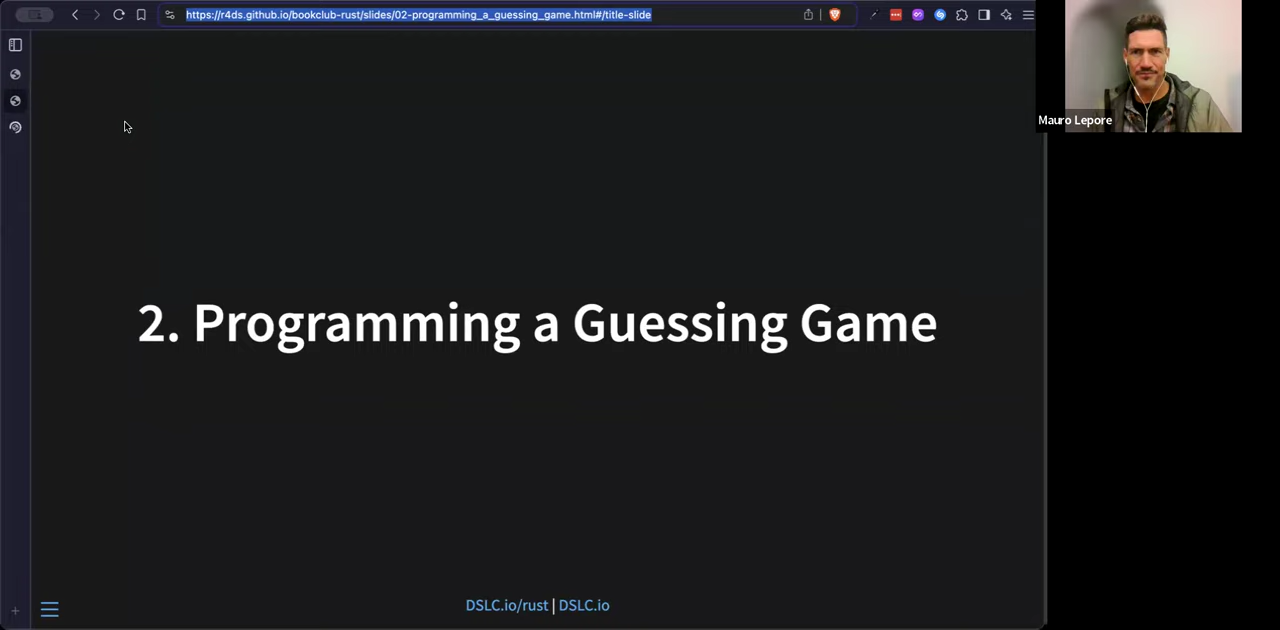 https://r4ds.github.io/bookclub-rust/slides/02-programming_a_guessing_game.html#/title-slide
Mauro Lepore
2. Programming a Guessing Game
DSLC.io/rust | DSLC.io